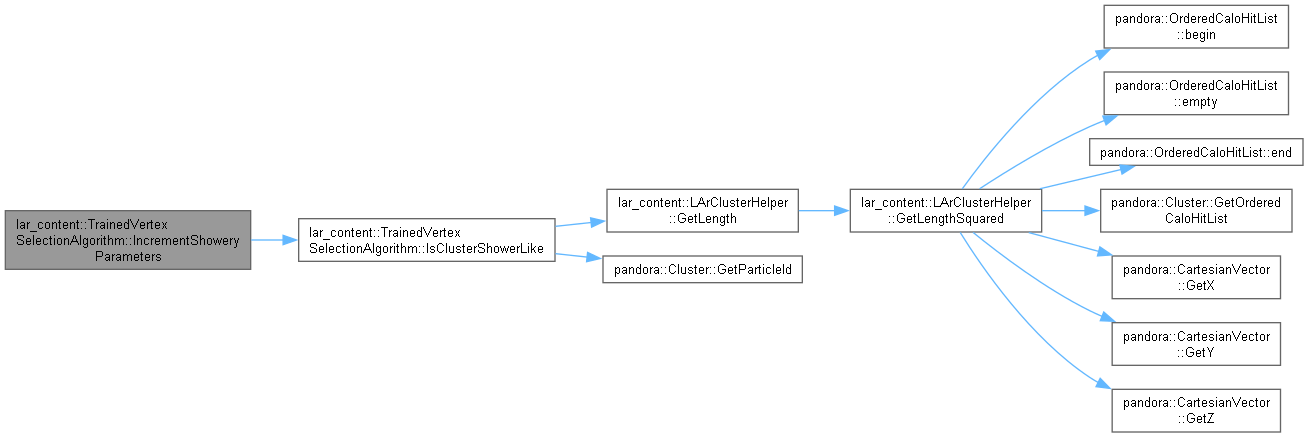 lar_content::TrainedVertex
SelectionAlgorithm::IncrementShowery
Parameters
lar_content::TrainedVertex
SelectionAlgorithm::IsClusterShowerLike
lar_content::LArClusterHelper
::GetLength
pandora::Cluster::GetParticleId
lar_content::LArClusterHelper
::GetLengthSquared
pandora::OrderedCaloHitList
::begin
pandora::OrderedCaloHitList
::empty
pandora::OrderedCaloHitList::end
pandora::Cluster::GetOrdered
CaloHitList
pandora::CartesianVector
::GetX
pandora::CartesianVector
::GetY
pandora::CartesianVector
::GetZ